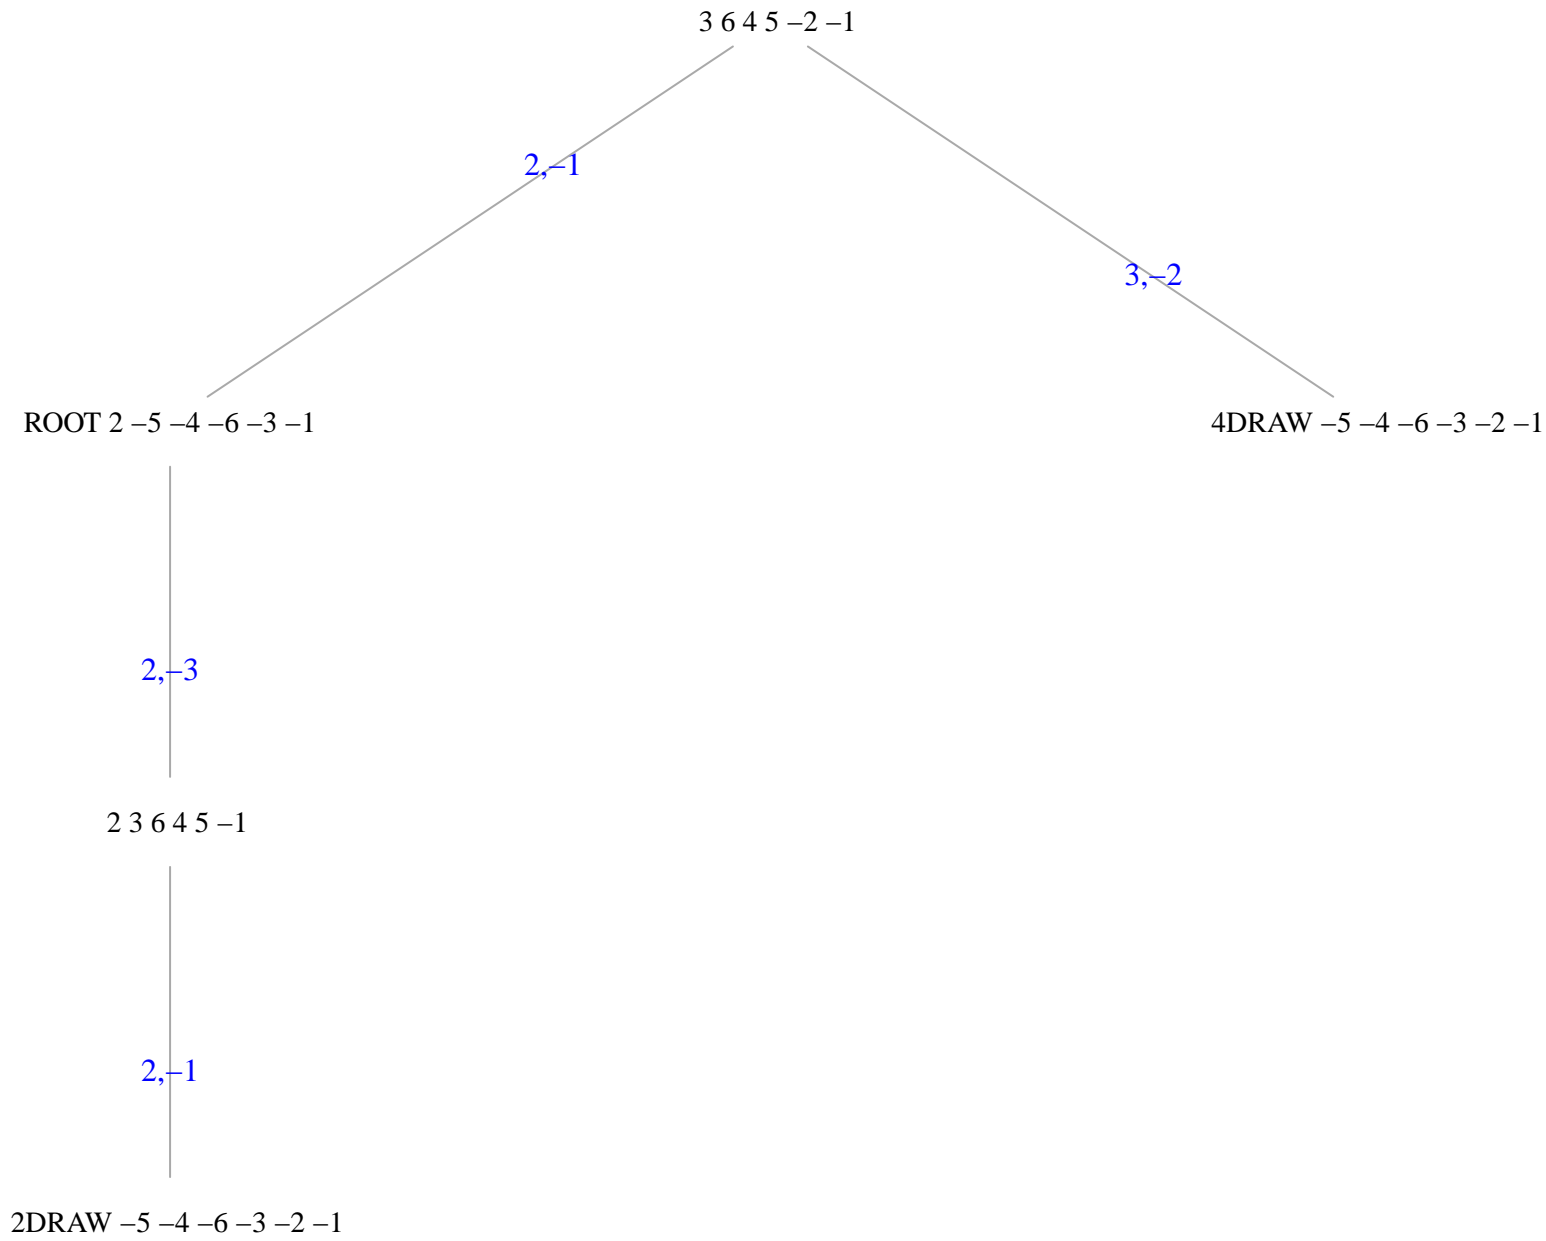 3 6 4 5 –2 –1
2,–1
3,–2
ROOT 2 –5 –4 –6 –3 –1
4DRAW –5 –4 –6 –3 –2 –1
2,–3
2 3 6 4 5 –1
2,–1
2DRAW –5 –4 –6 –3 –2 –1